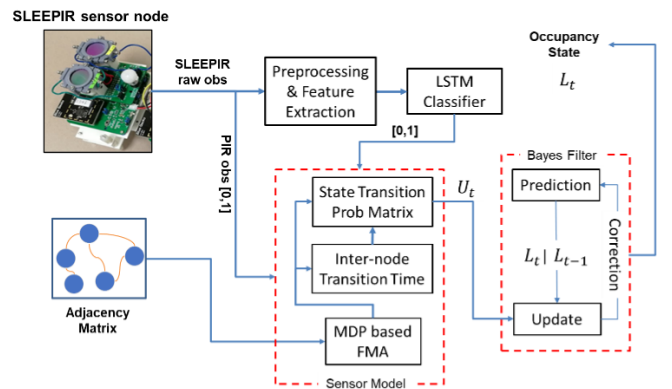 SLEEPIR sensor node
SLEEPIR
raw obs
Preprocessing
& Feature
Extraction
LSTM
Classifier
Occupancy
State
L_t
[0,1]
PIR obs [0,1]
State Transition
Prob Matrix
U_t
Inter-node
Transition Time
MDP based
FMA
Sensor Model
Adjacency
Matrix
Bayes Filter
Prediction
L_t | L_{t-1}
Correction
Update